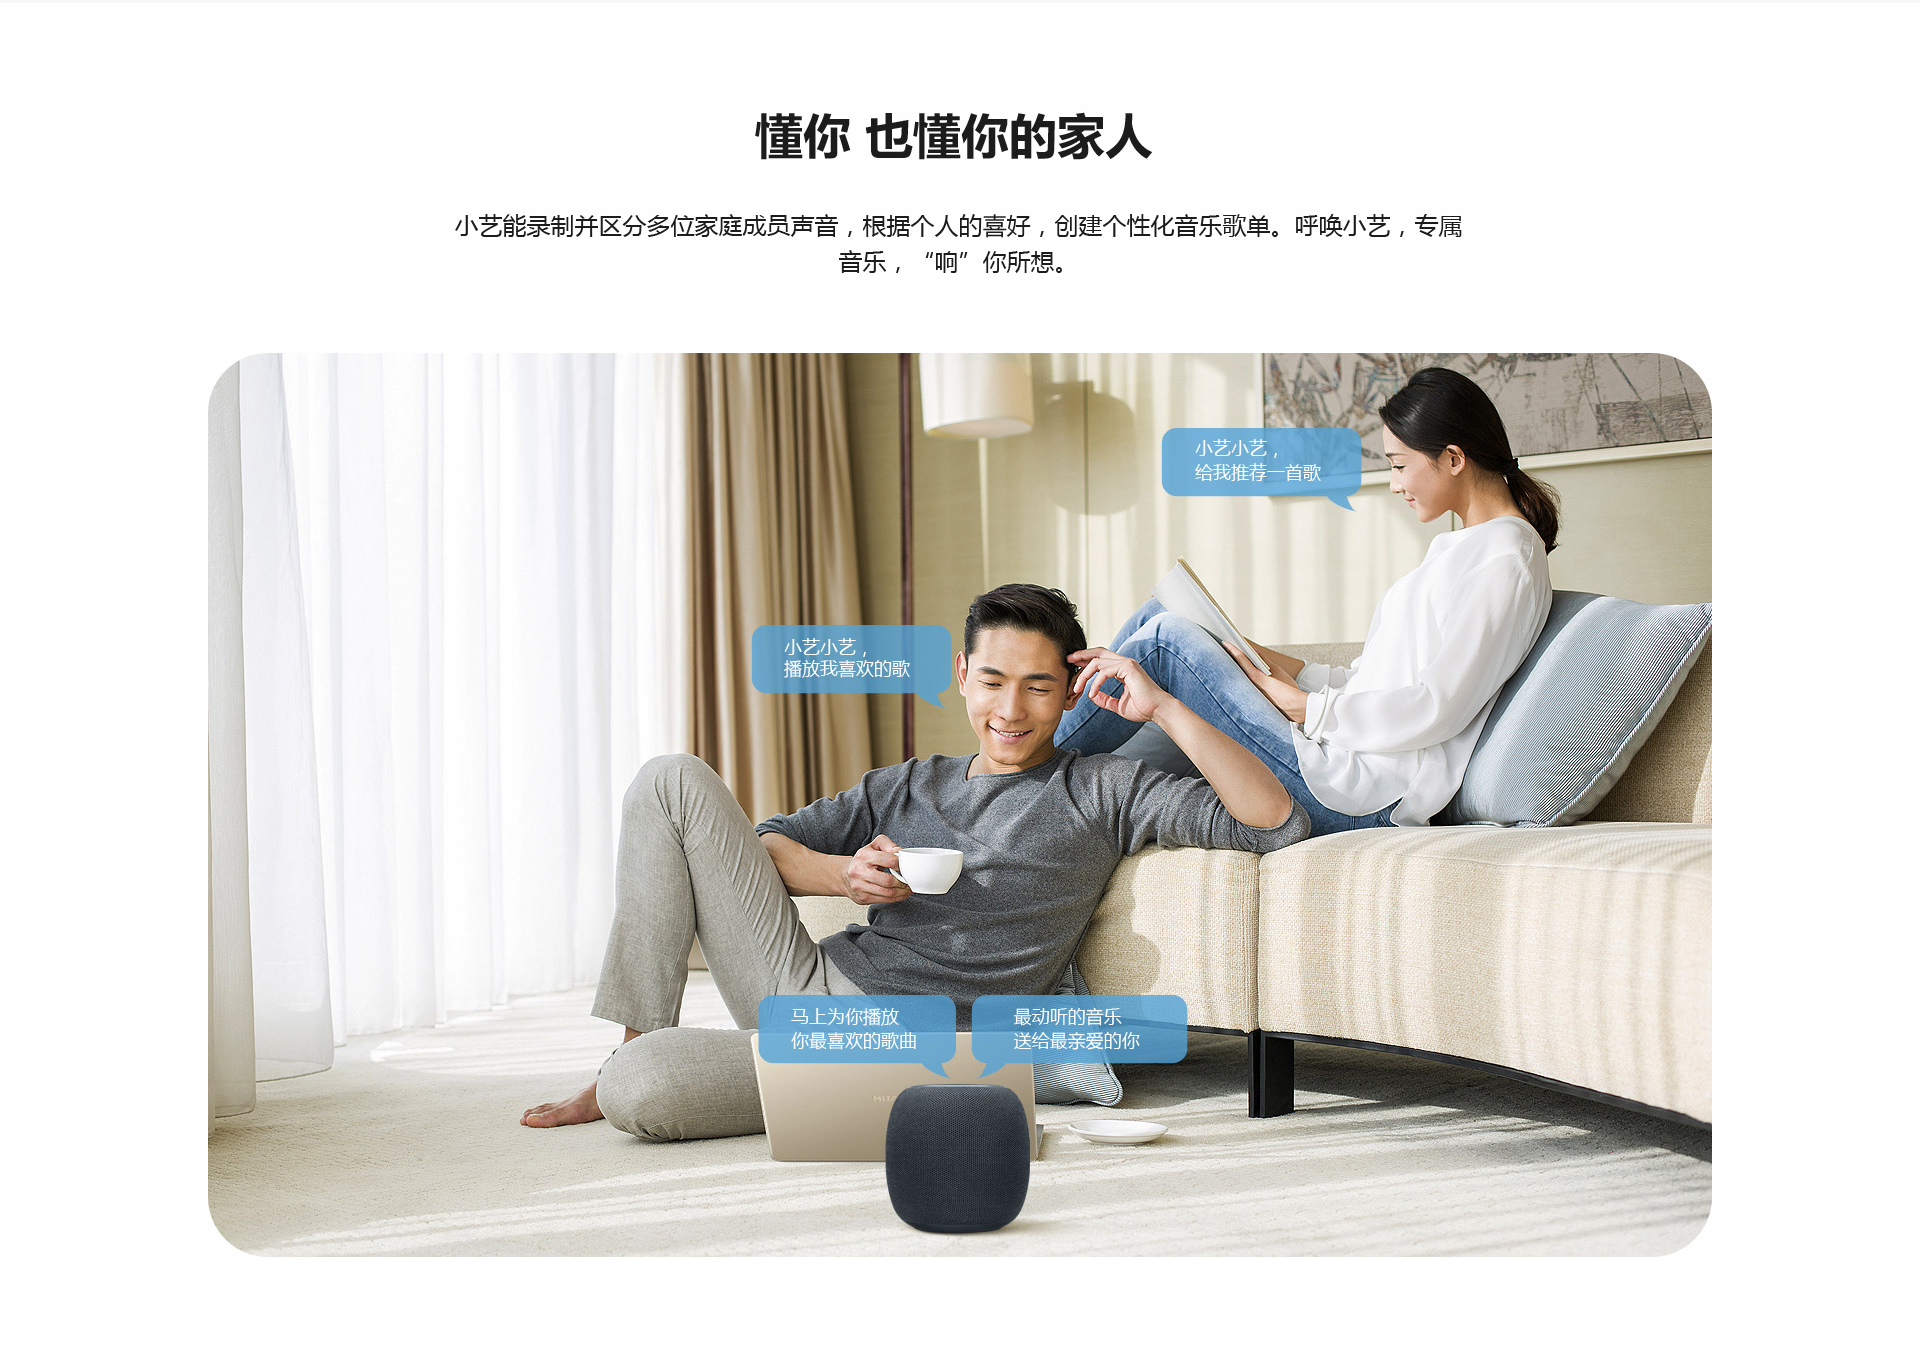 懂你 也懂你的家人
小艺能录制并区分多位家庭成员声音，根据个人的喜好，创建个性化音乐歌单。呼唤小艺，专属
音乐，“响”你所想。
小艺小艺，
给我推荐一首歌
小艺小艺，
播放我喜欢的歌
马上为你播放
你最喜欢的歌曲
最动听的音乐
送给最亲爱的你